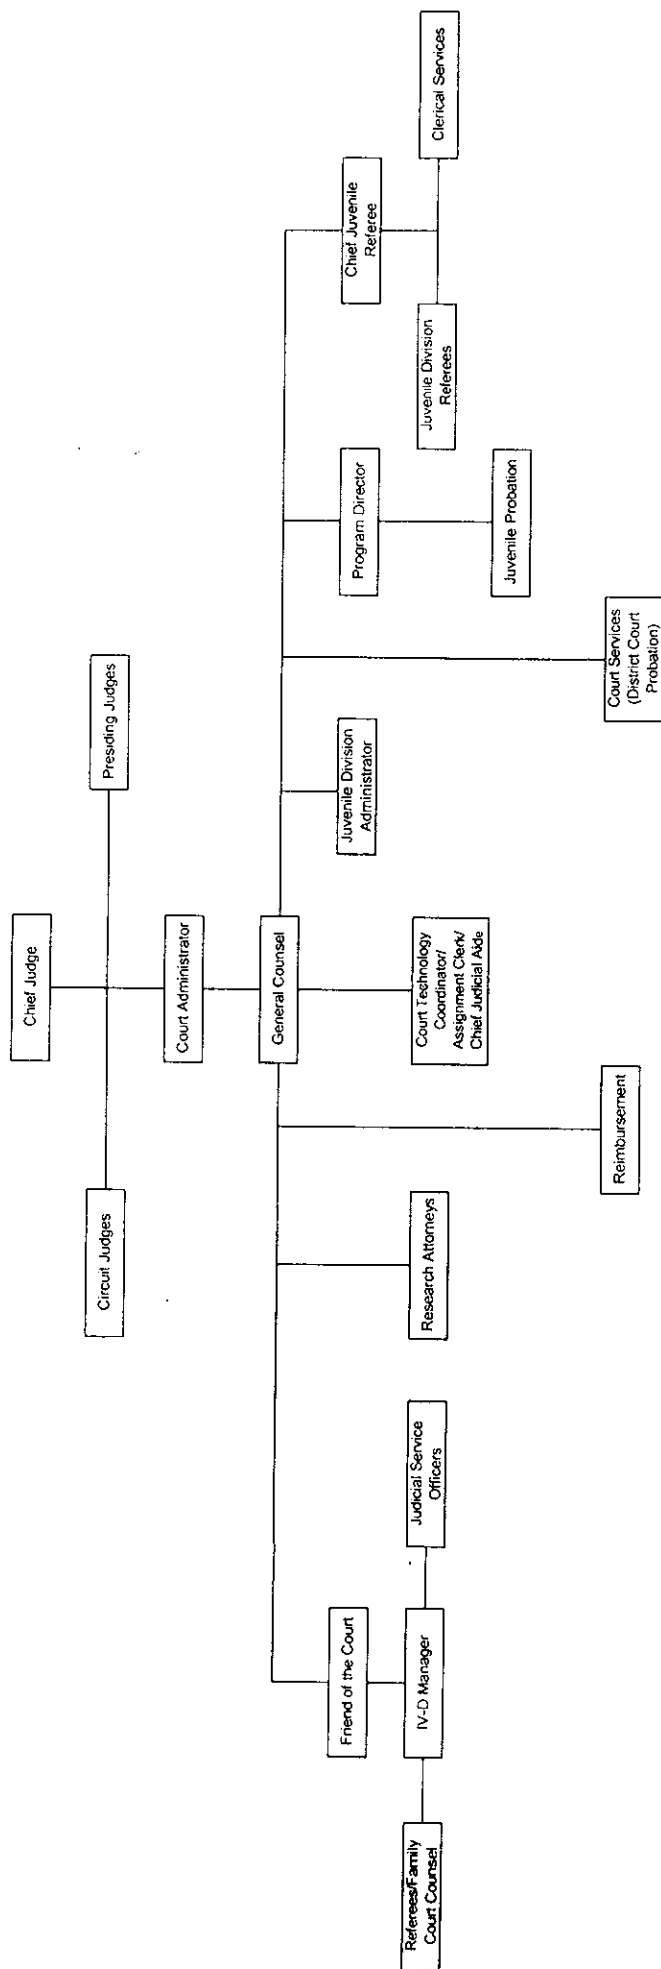 Chief Judge
Circuit Judges
Presiding Judges
Court Administrator
General Counsel
Friend of the Court
IV-D Manager
Referees/Family
Court Counsel
Judicial Service
Officers
Research Attorneys
Reimbursement
Court Technology
Coordinator/
Assignment Clerk/
Chief Judicial Aide
Juvenile Division
Administrator
Court Services
(District Court
Probation)
Program Director
Juvenile Probation
Chief Juvenile
Referee
Juvenile Division
Referees
Clerical Services